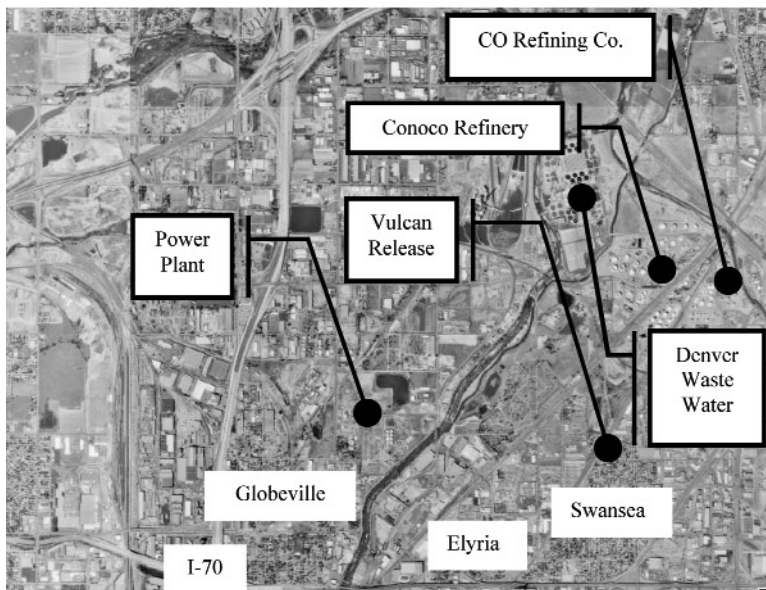 CO Refining Co.
Conoco Refinery
Power
Plant
Vulcan
Release
Denver
Waste
Water
Globeville
Swansea
Elyria
I-70